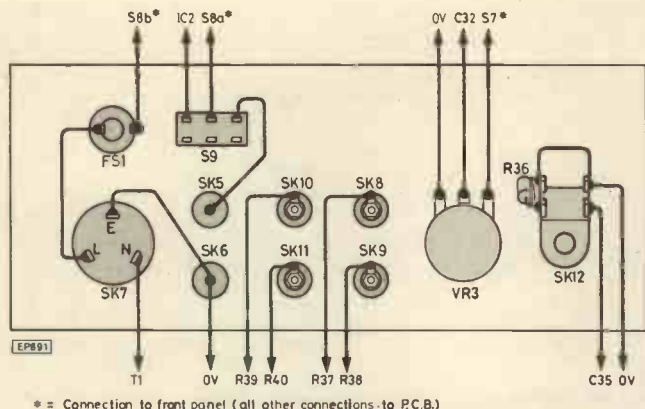 S8b* IC2 S8a* 0V C32 S7*
FS1
S9
R36
SK5 SK10 SK8
E
L N
SK6 SK11 SK9
SK7
VR3
SK12
EP891
T1 0V R39 R40 R37 R38 C35 0V
* = Connection to front panel (all other connections to P.C.B.)